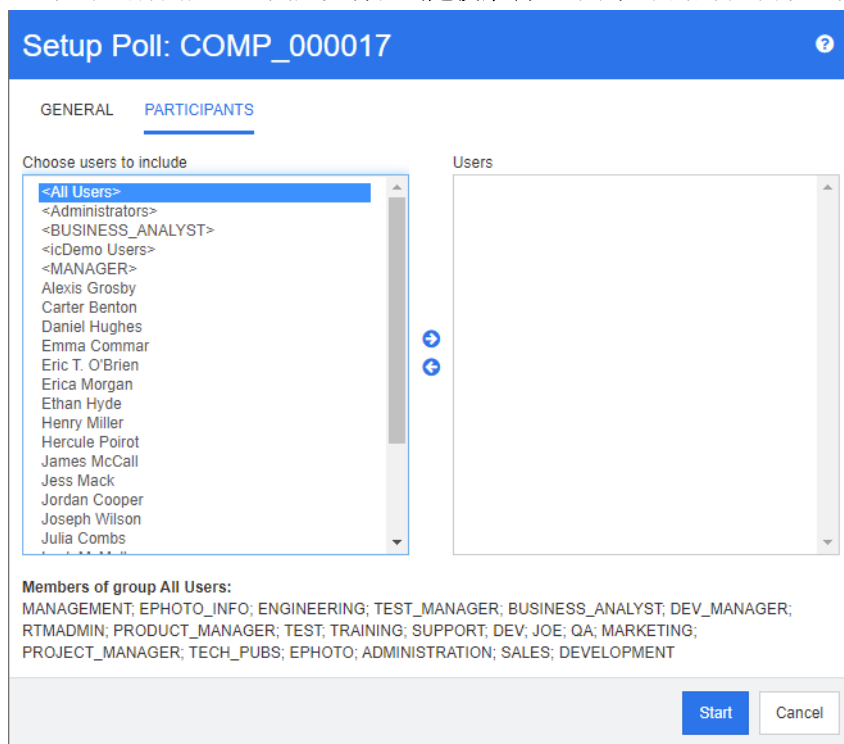 Setup Poll: COMP_000017
?
GENERAL PARTICIPANTS
Choose users to include
Users
<All Users>
<Administrators>
<BUSINESS_ANALYST>
<icDemo Users>
<MANAGER>
Alexis Grosby
Carter Benton
Daniel Hughes
Emma Commar
Eric T. O'Brien
Erica Morgan
Ethan Hyde
Henry Miller
Hercule Poirot
James McCall
Jess Mack
Jordan Cooper
Joseph Wilson
Julia Combs
Members of group All Users:
MANAGEMENT; EPHOTO_INFO; ENGINEERING; TEST_MANAGER; BUSINESS_ANALYST; DEV_MANAGER;
RTMADMIN; PRODUCT_MANAGER; TEST; TRAINING; SUPPORT; DEV; JOE; QA; MARKETING;
PROJECT_MANAGER; TECH_PUBS; EPHOTO; ADMINISTRATION; SALES; DEVELOPMENT
Start Cancel